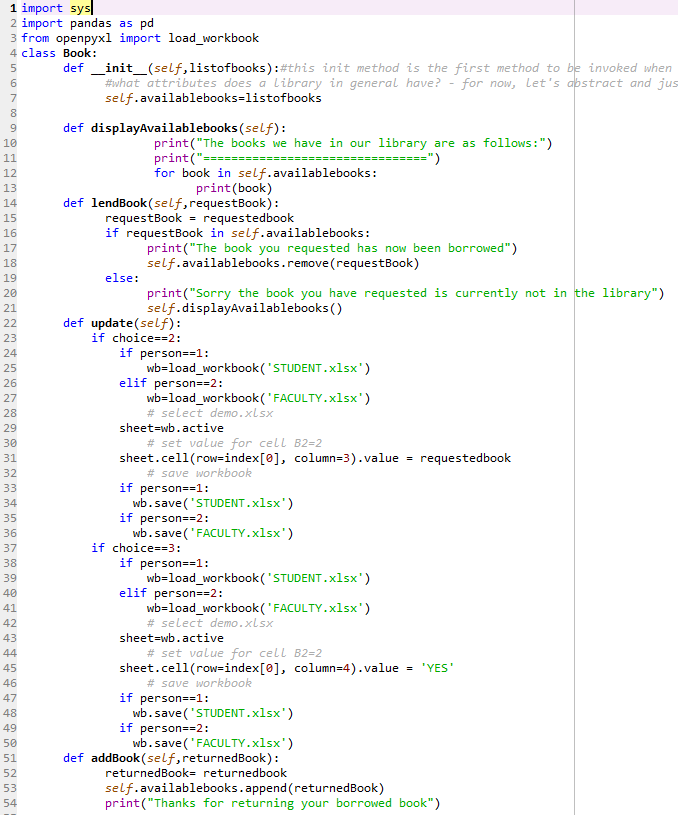 1 import sys
2 import pandas as pd
3 from openpyxl import load_workbook
4 class Book:
5 def __init__(self,listofbooks):#this init method is the first method to be invoked when
6 #what attributes does a library in general have? - for now, let's abstract and jus
7 self.availablebooks=listofbooks
8
9 def displayAvailablebooks(self):
10 print("The books we have in our library are as follows:")
11 print("================================")
12 for book in self.availablebooks:
13 print(book)
14 def lendBook(self,requestBook):
15 requestBook = requestedbook
16 if requestBook in self.availablebooks:
17 print("The book you requested has now been borrowed")
18 self.availablebooks.remove(requestBook)
19 else:
20 print("Sorry the book you have requested is currently not in the library")
21 self.displayAvailablebooks()
22 def update(self):
23 if choice==2:
24 if person==1:
25 wb=load_workbook('STUDENT.xlsx')
26 elif person==2:
27 wb=load_workbook('FACULTY.xlsx')
28 # select demo.xlsx
29 sheet=wb.active
30 # set value for cell B2=2
31 sheet.cell(row=index[0], column=3).value = requestedbook
32 # save workbook
33 if person==1:
34 wb.save('STUDENT.xlsx')
35 if person==2:
36 wb.save('FACULTY.xlsx')
37 if choice==3:
38 if person==1:
39 wb=load_workbook('STUDENT.xlsx')
40 elif person==2:
41 wb=load_workbook('FACULTY.xlsx')
42 # select demo.xlsx
43 sheet=wb.active
44 # set value for cell B2=2
45 sheet.cell(row=index[0], column=4).value = 'YES'
46 # save workbook
47 if person==1:
48 wb.save('STUDENT.xlsx')
49 if person==2:
50 wb.save('FACULTY.xlsx')
51 def addBook(self,returnedBook):
52 returnedBook= returnedbook
53 self.availablebooks.append(returnedBook)
54 print("Thanks for returning your borrowed book")